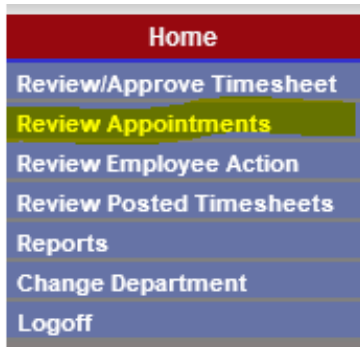 Home
Review/Approve Timesheet
Review Appointments
Review Employee Action
Review Posted Timesheets
Reports
Change Department
Logoff